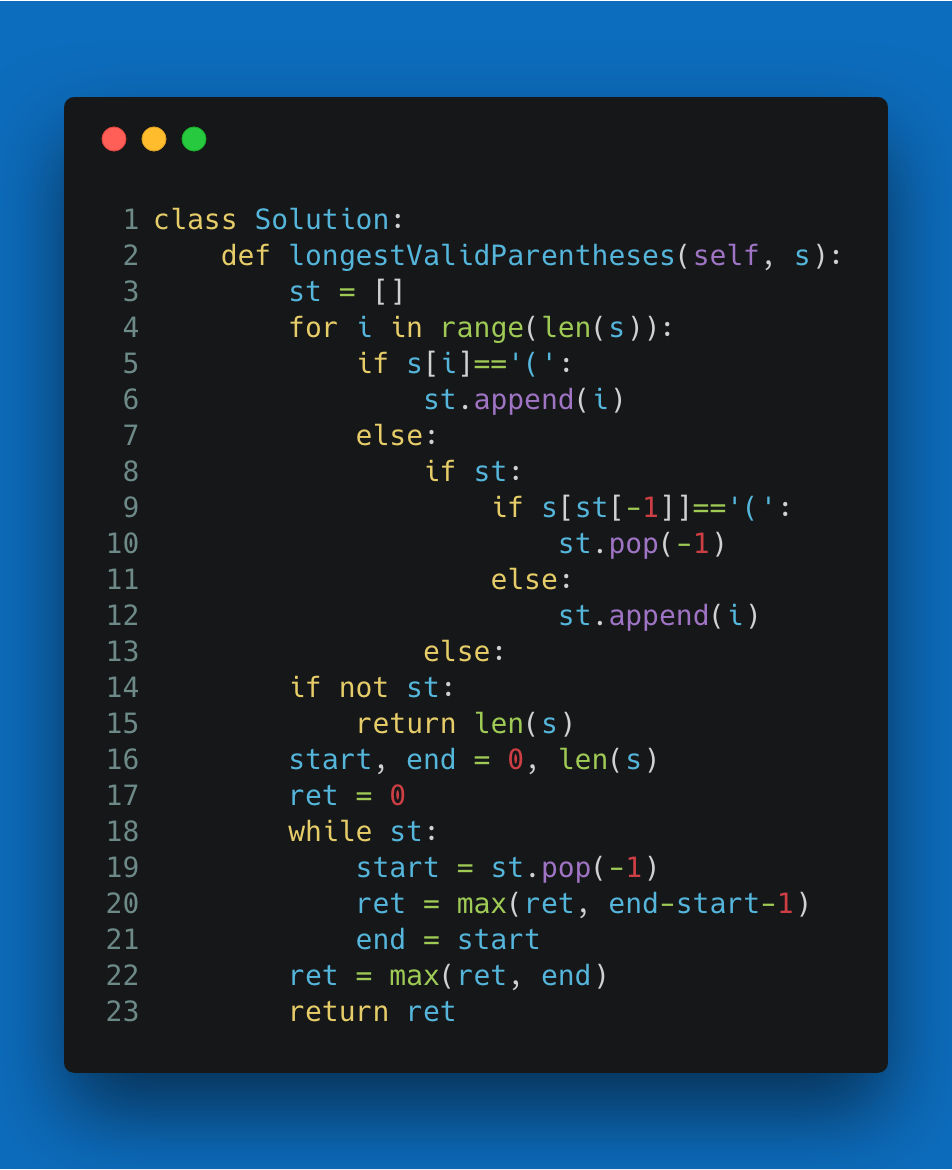 1 class Solution:
2     def longestValidParentheses(self, s):
3         st = []
4         for i in range(len(s)):
5             if s[i]=='(':
6                 st.append(i)
7             else:
8                 if st:
9                     if s[st[-1]]=='(':
10                         st.pop(-1)
11                     else:
12                         st.append(i)
13                 else:
14         if not st:
15             return len(s)
16         start, end = 0, len(s)
17         ret = 0
18         while st:
19             start = st.pop(-1)
20             ret = max(ret, end-start-1)
21             end = start
22         ret = max(ret, end)
23         return ret